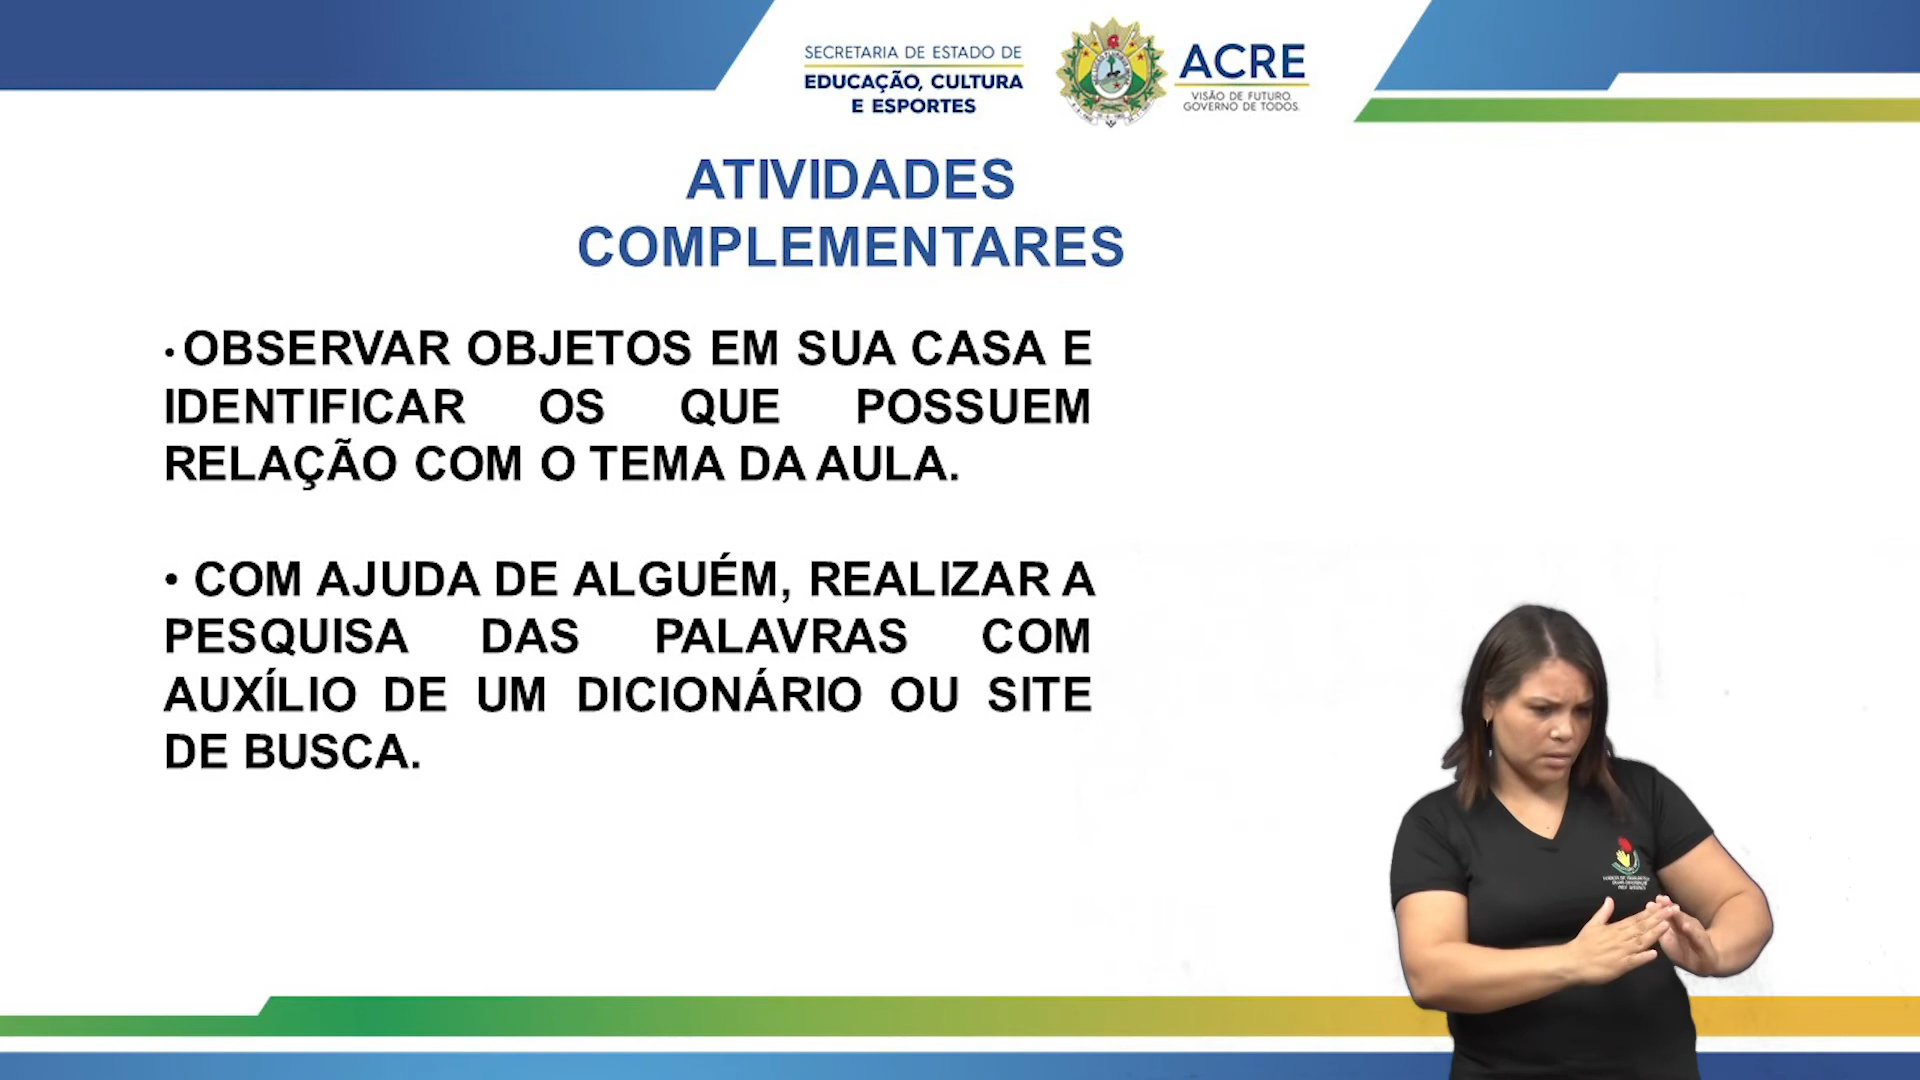 SECRETARIA DE ESTADO DE
EDUCAÇÃO, CULTURA
E ESPORTES
ACRE
VISÃO DE FUTURO.
GOVERNO DE TODOS.
ATIVIDADES
COMPLEMENTARES
• OBSERVAR OBJETOS EM SUA CASA E
IDENTIFICAR OS QUE POSSUEM
RELAÇÃO COM O TEMA DA AULA.
• COM AJUDA DE ALGUÉM, REALIZAR A
PESQUISA DAS PALAVRAS COM
AUXÍLIO DE UM DICIONÁRIO OU SITE
DE BUSCA.